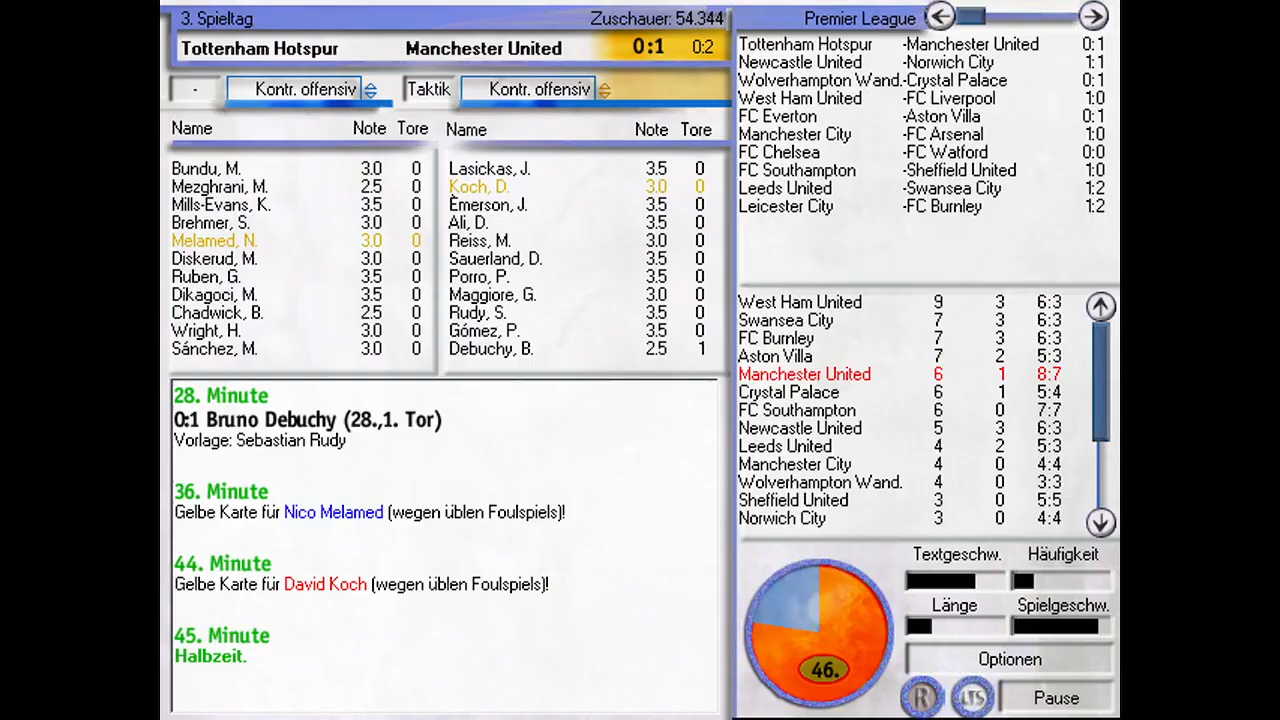 3. Spieltag Zuschauer: 54.344
Tottenham Hotspur Manchester United 0:1 0:2
- Kontr. offensiv Taktik Kontr. offensiv
Name Note Tore Name Note Tore
Bundu, M. 3.0 0 Lasickas, J. 3.5 0
Mezghrani, M. 2.5 0 Koch, D. 3.0 0
Mills-Evans, K. 3.5 0 Èmerson, J. 3.5 0
Brehmer, S. 3.0 0 Ali, D. 3.5 0
Melamed, N. 3.0 0 Reiss, M. 3.0 0
Diskerud, M. 3.0 0 Sauerland, D. 3.5 0
Ruben, G. 3.5 0 Porro, P. 3.5 0
Dikagoci, M. 3.5 0 Maggiore, G. 3.0 0
Chadwick, B. 2.5 0 Rudy, S. 3.5 0
Wright, H. 3.0 0 Gómez, P. 3.5 0
Sánchez, M. 3.0 0 Debuchy, B. 2.5 1
28. Minute
0:1 Bruno Debuchy (28.,1. Tor)
Vorlage: Sebastian Rudy
36. Minute
Gelbe Karte für Nico Melamed (wegen üblen Foulspiels)!
44. Minute
Gelbe Karte für David Koch (wegen üblen Foulspiels)!
45. Minute
Halbzeit.
Premier League
Tottenham Hotspur -Manchester United 0:1
Newcastle United -Norwich City 1:1
Wolverhampton Wand.-Crystal Palace 0:1
West Ham United -FC Liverpool 1:0
FC Everton -Aston Villa 0:1
Manchester City -FC Arsenal 1:0
FC Chelsea -FC Watford 0:0
FC Southampton -Sheffield United 1:0
Leeds United -Swansea City 1:2
Leicester City -FC Burnley 1:2
West Ham United 9 3 6:3
Swansea City 7 3 6:3
FC Burnley 7 3 6:3
Aston Villa 7 2 5:3
Manchester United 6 1 8:7
Crystal Palace 6 1 5:4
FC Southampton 6 0 7:7
Newcastle United 5 3 6:3
Leeds United 4 2 5:3
Manchester City 4 0 4:4
Wolverhampton Wand. 4 0 3:3
Sheffield United 3 0 5:5
Norwich City 3 0 4:4
Textgeschw. Häufigkeit
Länge Spielgeschw.
46.
Optionen
R LTS Pause